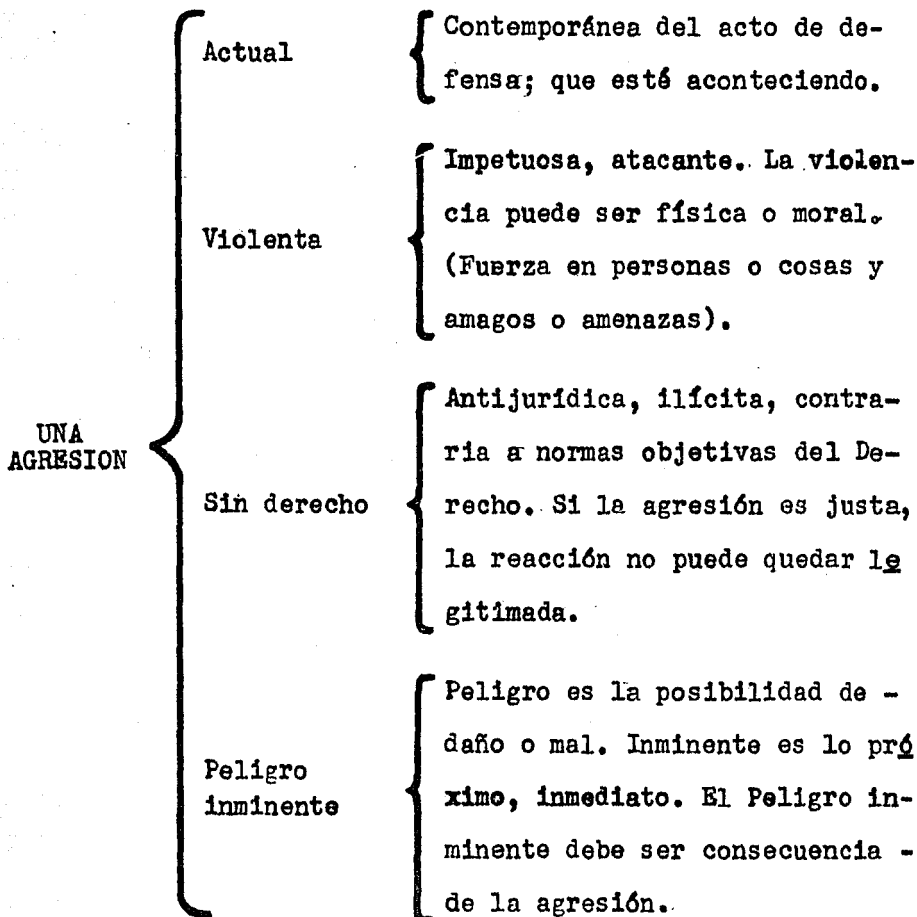 UNA
AGRESION
Actual
Contemporánea del acto de de-
fensa; que esté aconteciendo.
Violenta
Impetuosa, atacante. La violen-
cia puede ser física o moral.
(Fuerza en personas o cosas y
amagos o amenazas).
Sin derecho
Antijurídica, ilícita, contra-
ria a normas objetivas del De-
recho. Si la agresión es justa,
la reacción no puede quedar le
gitimada.
Peligro
inminente
Peligro es la posibilidad de -
daño o mal. Inminente es lo pró
ximo, inmediato. El Peligro in-
minente debe ser consecuencia -
de la agresión.